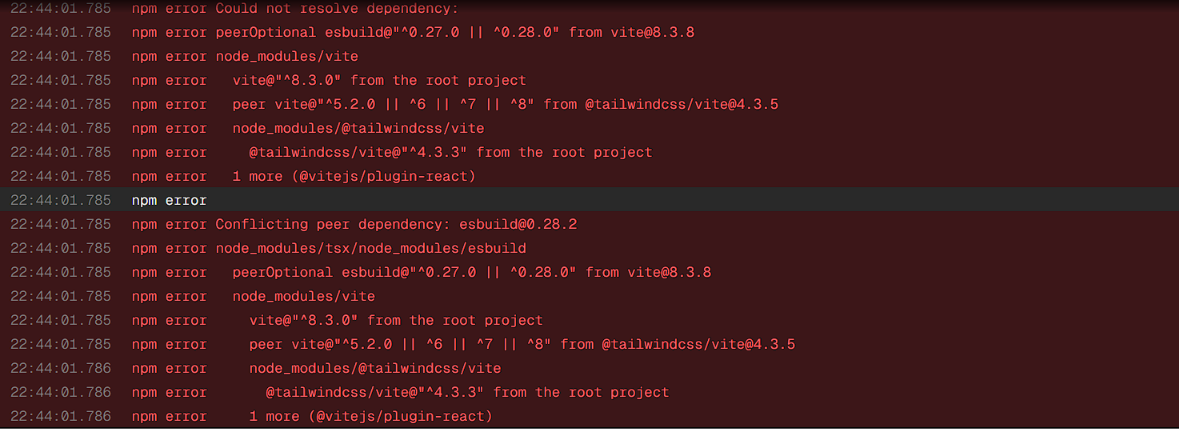 22:44:01.785 npm error Could not resolve dependency:
22:44:01.785 npm error peerOptional esbuild@"^0.27.0 || ^0.28.0" from vite@8.3.8
22:44:01.785 npm error node_modules/vite
22:44:01.785 npm error   vite@"^8.3.0" from the root project
22:44:01.785 npm error   peer vite@"^5.2.0 || ^6 || ^7 || ^8" from @tailwindcss/vite@4.3.5
22:44:01.785 npm error   node_modules/@tailwindcss/vite
22:44:01.785 npm error     @tailwindcss/vite@"^4.3.3" from the root project
22:44:01.785 npm error   1 more (@vitejs/plugin-react)
22:44:01.785 npm error
22:44:01.785 npm error Conflicting peer dependency: esbuild@0.28.2
22:44:01.785 npm error node_modules/tsx/node_modules/esbuild
22:44:01.785 npm error   peerOptional esbuild@"^0.27.0 || ^0.28.0" from vite@8.3.8
22:44:01.785 npm error   node_modules/vite
22:44:01.785 npm error     vite@"^8.3.0" from the root project
22:44:01.785 npm error     peer vite@"^5.2.0 || ^6 || ^7 || ^8" from @tailwindcss/vite@4.3.5
22:44:01.786 npm error     node_modules/@tailwindcss/vite
22:44:01.786 npm error       @tailwindcss/vite@"^4.3.3" from the root project
22:44:01.786 npm error     1 more (@vitejs/plugin-react)